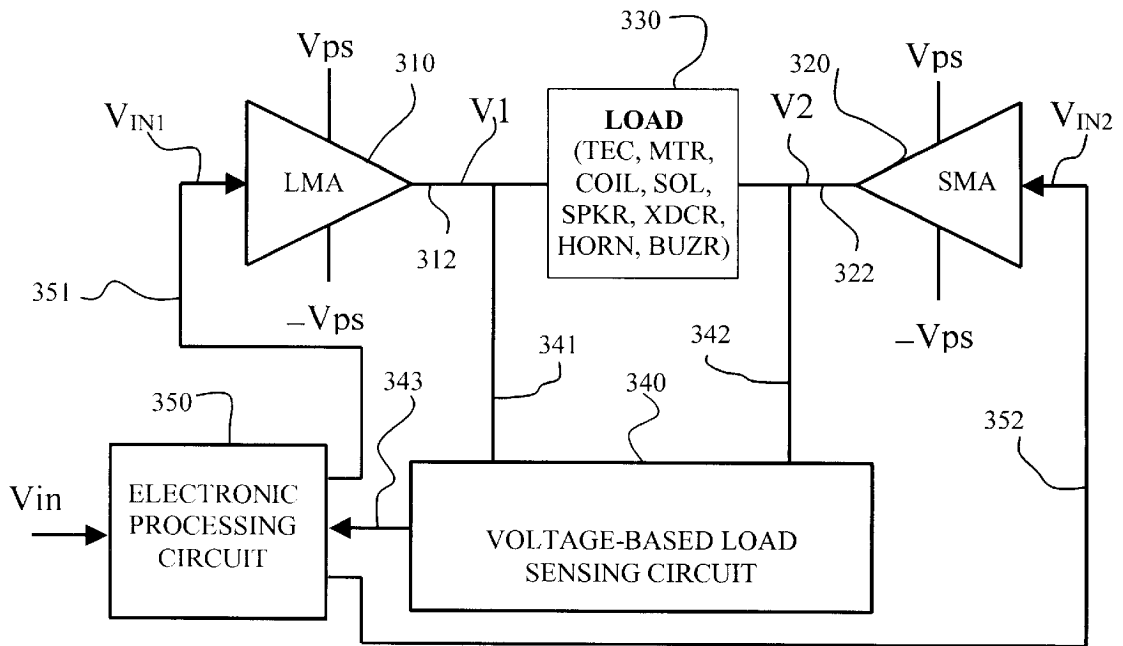 330
Vps
310
320
Vps
VIN1
V1
LOAD
(TEC, MTR,
COIL, SOL,
SPKR, XDCR,
HORN, BUZR)
V2
VIN2
LMA
SMA
312
322
351
–Vps
–Vps
341
342
343
340
350
352
Vin
ELECTRONIC
PROCESSING
CIRCUIT
VOLTAGE-BASED LOAD
SENSING CIRCUIT